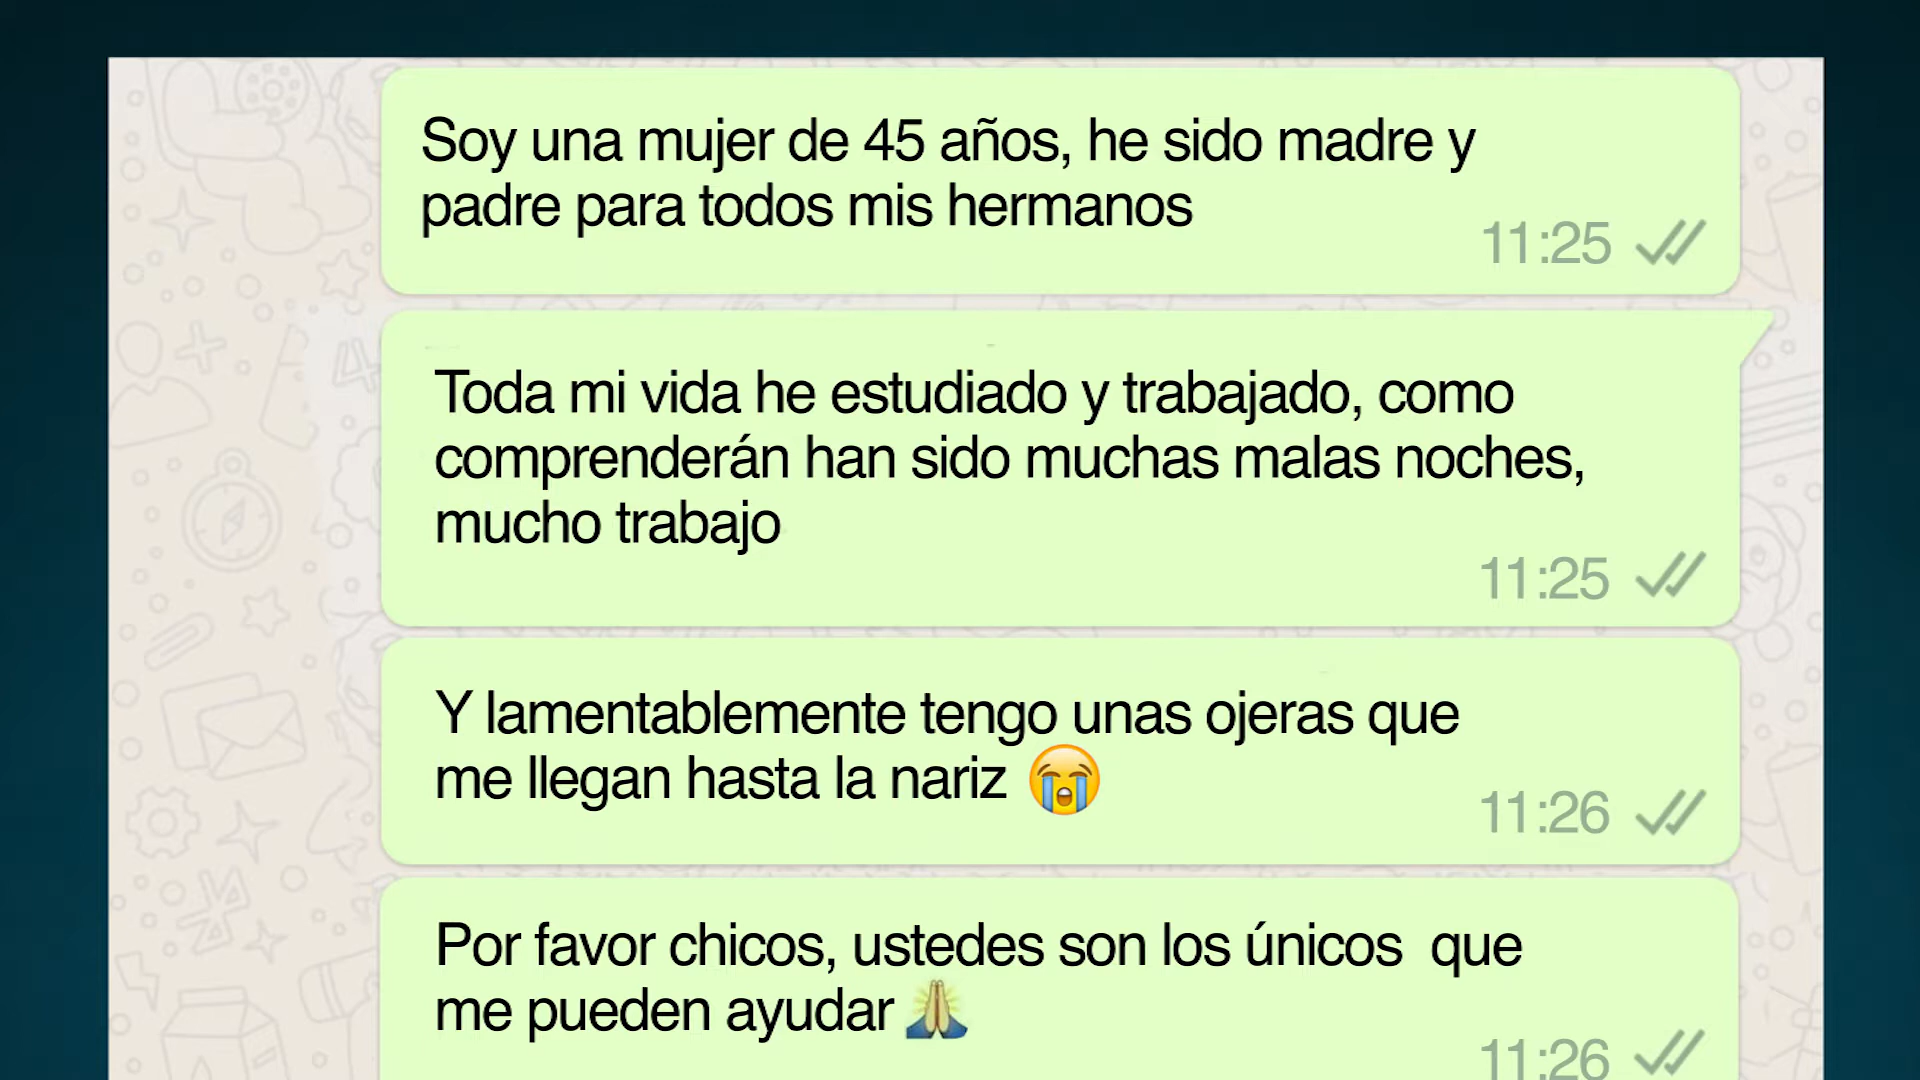 Soy una mujer de 45 años, he sido madre y
padre para todos mis hermanos
11:25
Toda mi vida he estudiado y trabajado, como
comprenderán han sido muchas malas noches,
mucho trabajo
11:25
Y lamentablemente tengo unas ojeras que
me llegan hasta la nariz 😭
11:26
Por favor chicos, ustedes son los únicos  que
me pueden ayudar 🙏
11:26